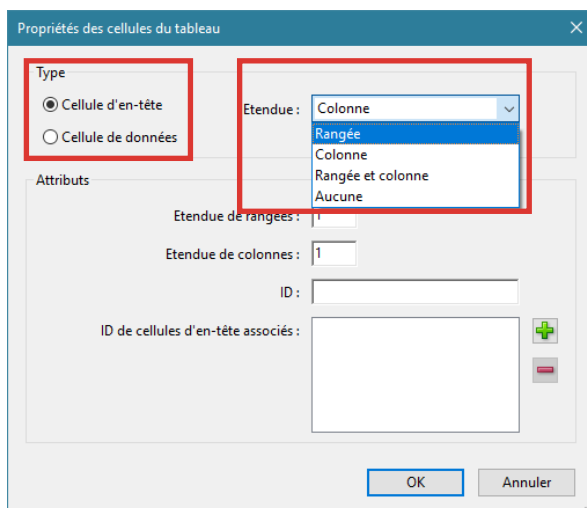 Propriétés des cellules du tableau
Type
Cellule d'en-tête
Cellule de données
Etendue :
Colonne
Rangée
Colonne
Rangée et colonne
Aucune
Attributs
Etendue de rangées : 1
Etendue de colonnes : 1
ID :
ID de cellules d'en-tête associés :
OK
Annuler